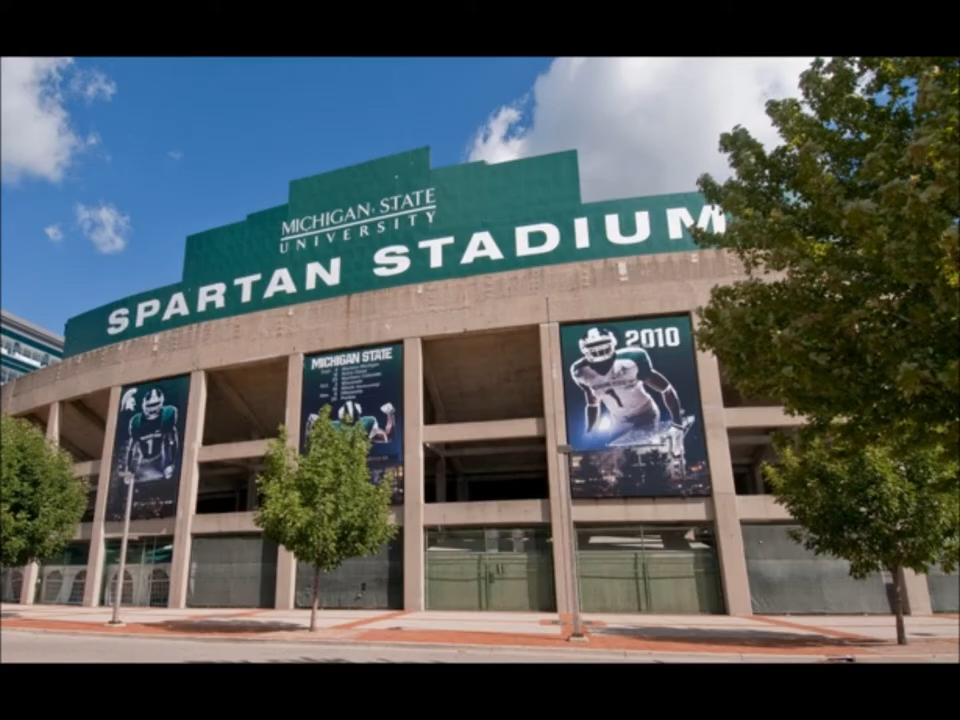 MICHIGAN STATE
UNIVERSITY
SPARTAN STADIUM
MICHIGAN STATE
2010